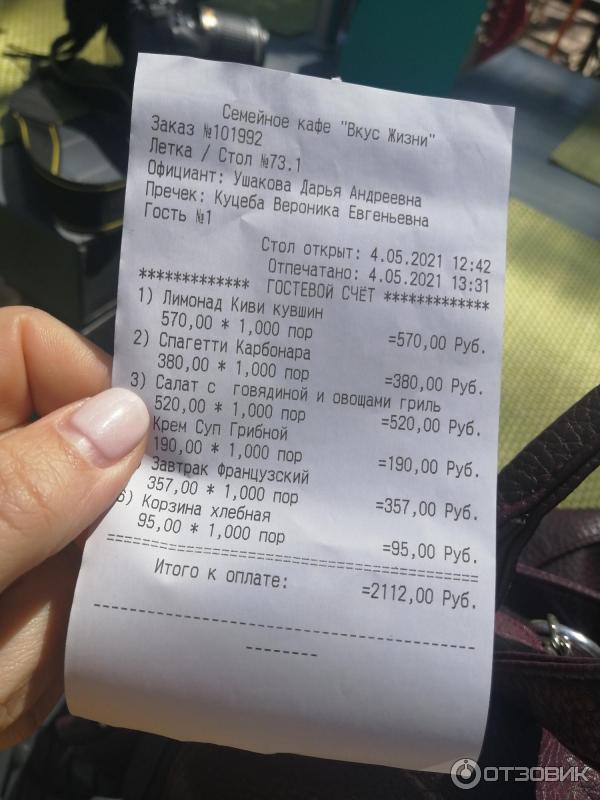 Семейное кафе "Вкус Жизни"
Заказ №101992
Летка / Стол №73.1
Официант: Ушакова Дарья Андреевна
Пречек: Куцеба Вероника Евгеньевна
Гость №1
Стол открыт: 4.05.2021 12:42
Отпечатано: 4.05.2021 13:31
************* ГОСТЕВОЙ СЧЁТ *************
1) Лимонад Киви кувшин
570,00 * 1,000 пор =570,00 Руб.
2) Спагетти Карбонара
380,00 * 1,000 пор =380,00 Руб.
3) Салат с говядиной и овощами гриль
520,00 * 1,000 пор =520,00 Руб.
Крем Суп Грибной
190,00 * 1,000 пор =190,00 Руб.
Завтрак Французский
357,00 * 1,000 пор =357,00 Руб.
6) Корзина хлебная
95,00 * 1,000 пор =95,00 Руб.
Итого к оплате: =2112,00 Руб.
ОТЗОВИК